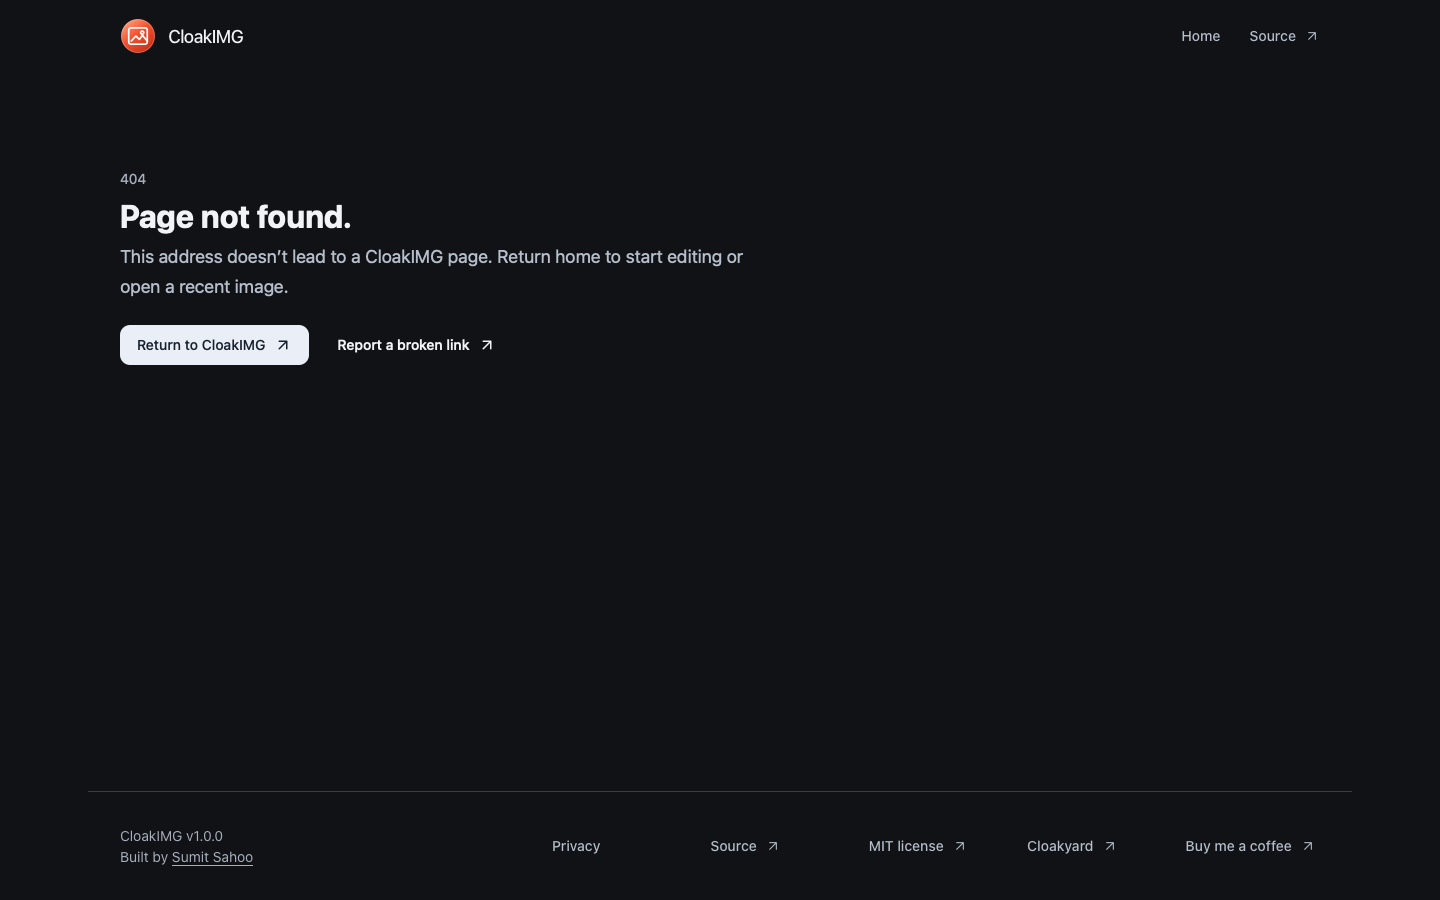 CloakIMG
Home
Source
404
Page not found.
This address doesn’t lead to a CloakIMG page. Return home to start editing or
open a recent image.
Return to CloakIMG
Report a broken link
CloakIMG v1.0.0
Built by Sumit Sahoo
Privacy
Source
MIT license
Cloakyard
Buy me a coffee